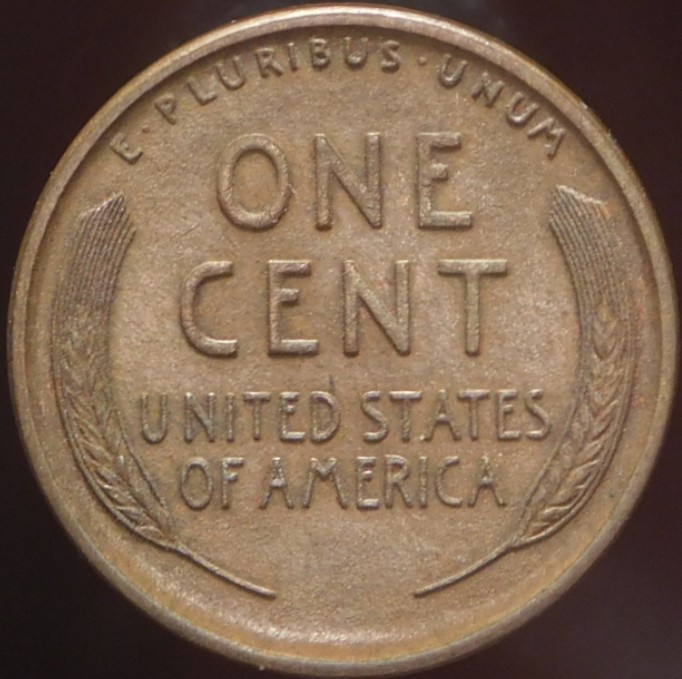 E·PLURIBUS·UNUM
ONE
CENT
UNITED STATES
OF AMERICA